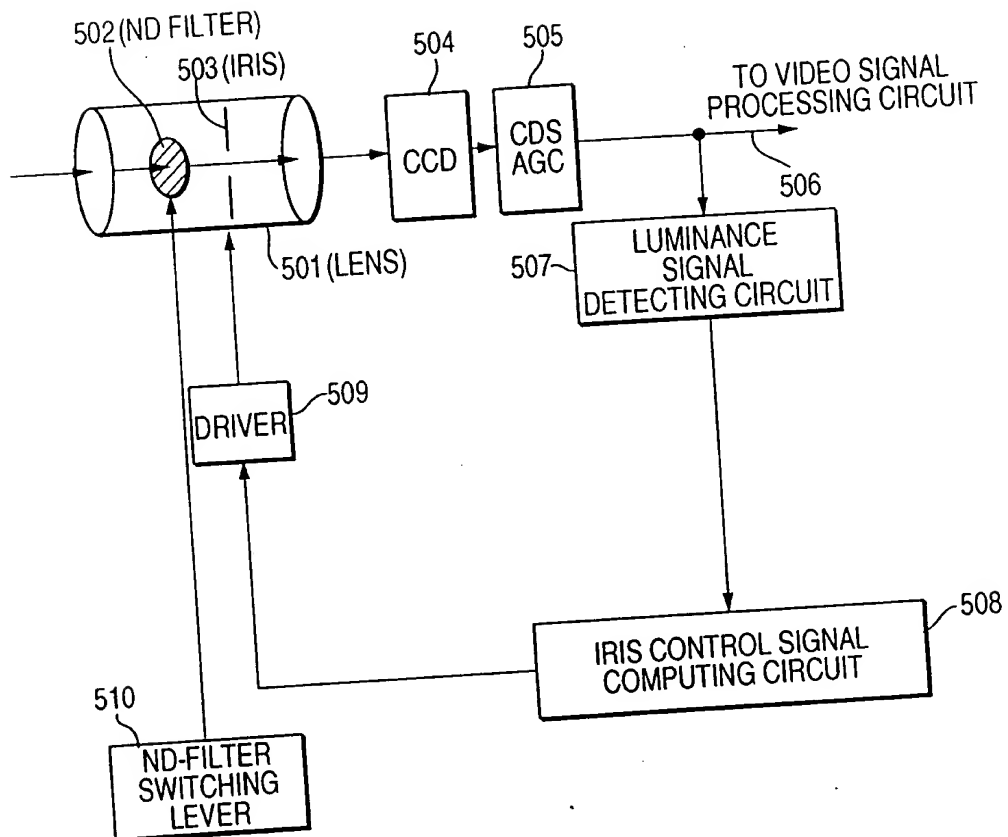 502(ND FILTER)
503(IRIS)
504
505
TO VIDEO SIGNAL
PROCESSING CIRCUIT
CCD
CDS
AGC
506
501(LENS)
507
LUMINANCE
SIGNAL
DETECTING CIRCUIT
DRIVER
509
508
IRIS CONTROL SIGNAL
COMPUTING CIRCUIT
510
ND-FILTER
SWITCHING
LEVER